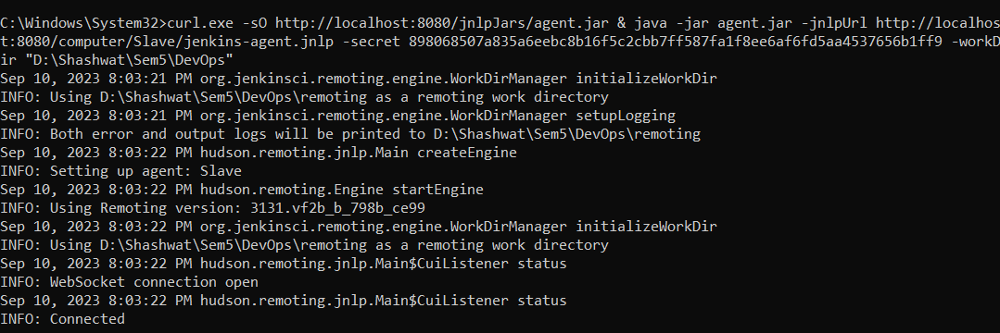 C:\Windows\System32>curl.exe -sO http://localhost:8080/jnlpJars/agent.jar & java -jar agent.jar -jnlpUrl http://localhos
t:8080/computer/Slave/jenkins-agent.jnlp -secret 898068507a835a6eebc8b16f5c2cbb7ff587fa1f8ee6af6fd5aa4537656b1ff9 -workD
ir "D:\Shashwat\Sem5\DevOps"
Sep 10, 2023 8:03:21 PM org.jenkinsci.remoting.engine.WorkDirManager initializeWorkDir
INFO: Using D:\Shashwat\Sem5\DevOps\remoting as a remoting work directory
Sep 10, 2023 8:03:21 PM org.jenkinsci.remoting.engine.WorkDirManager setupLogging
INFO: Both error and output logs will be printed to D:\Shashwat\Sem5\DevOps\remoting
Sep 10, 2023 8:03:22 PM hudson.remoting.jnlp.Main createEngine
INFO: Setting up agent: Slave
Sep 10, 2023 8:03:22 PM hudson.remoting.Engine startEngine
INFO: Using Remoting version: 3131.vf2b_b_798b_ce99
Sep 10, 2023 8:03:22 PM org.jenkinsci.remoting.engine.WorkDirManager initializeWorkDir
INFO: Using D:\Shashwat\Sem5\DevOps\remoting as a remoting work directory
Sep 10, 2023 8:03:22 PM hudson.remoting.jnlp.Main$CuiListener status
INFO: WebSocket connection open
Sep 10, 2023 8:03:22 PM hudson.remoting.jnlp.Main$CuiListener status
INFO: Connected